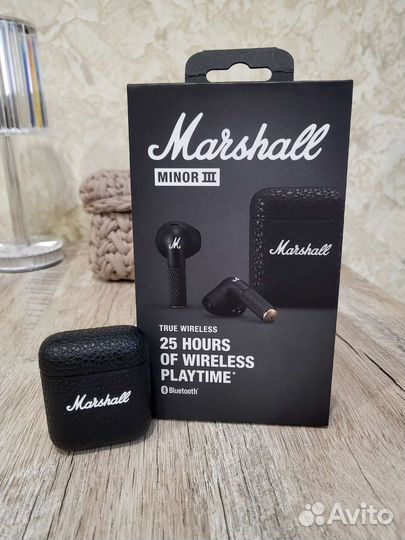 Marshall
MINOR III
M
Marshall
TRUE WIRELESS
25 HOURS
OF WIRELESS
PLAYTIME*
Bluetooth®
Marshall
Avito